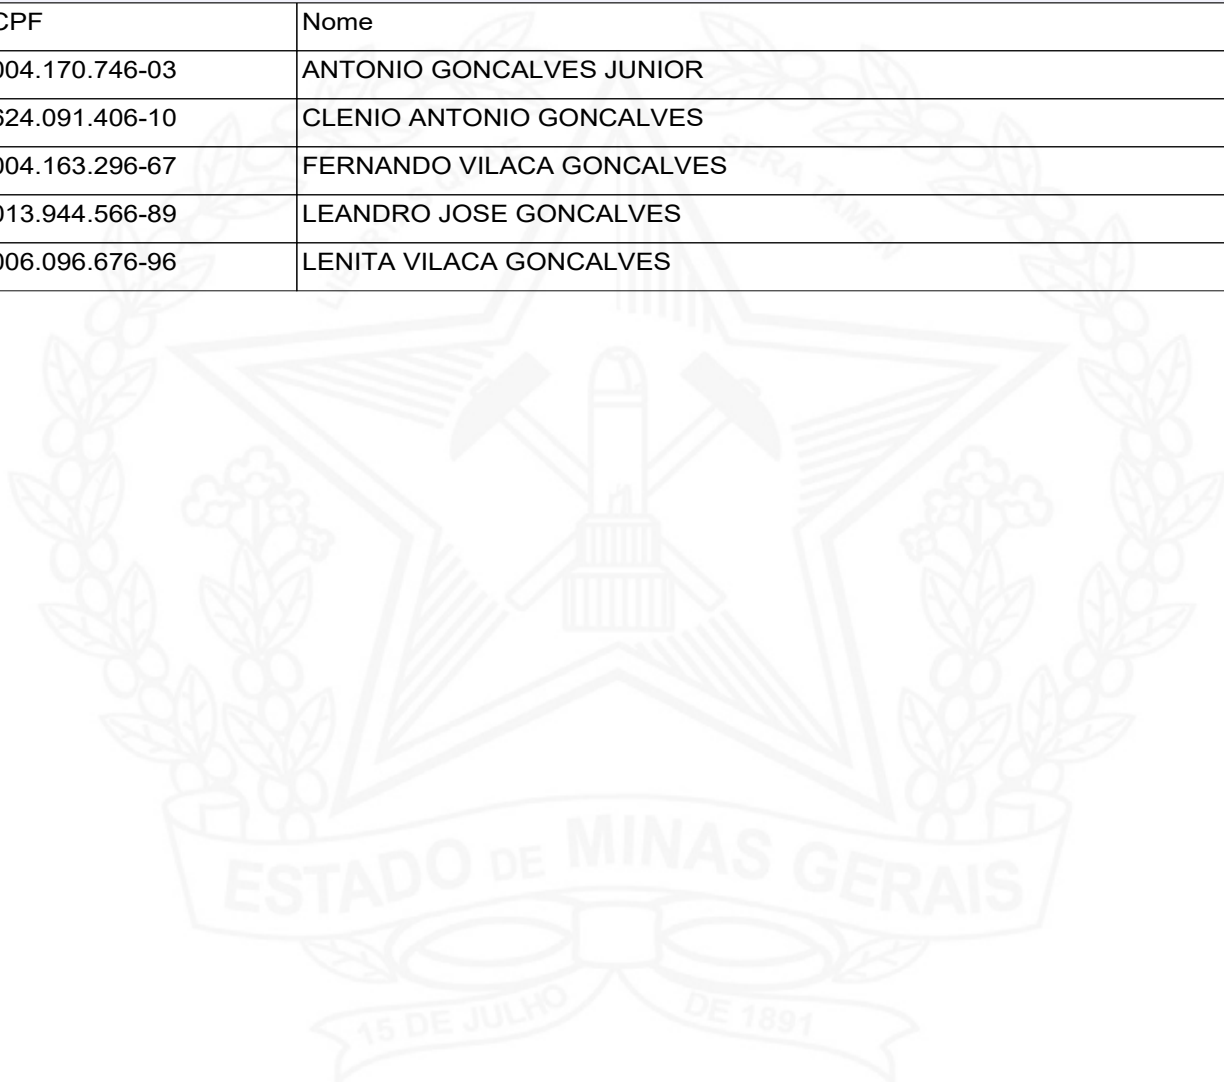 CPF Nome
004.170.746-03 ANTONIO GONCALVES JUNIOR
624.091.406-10 CLENIO ANTONIO GONCALVES
004.163.296-67 FERNANDO VILACA GONCALVES
013.944.566-89 LEANDRO JOSE GONCALVES
006.096.676-96 LENITA VILACA GONCALVES
SERA TAMEN
ESTADO DE MINAS GERAIS
15 DE JULHO DE 1891